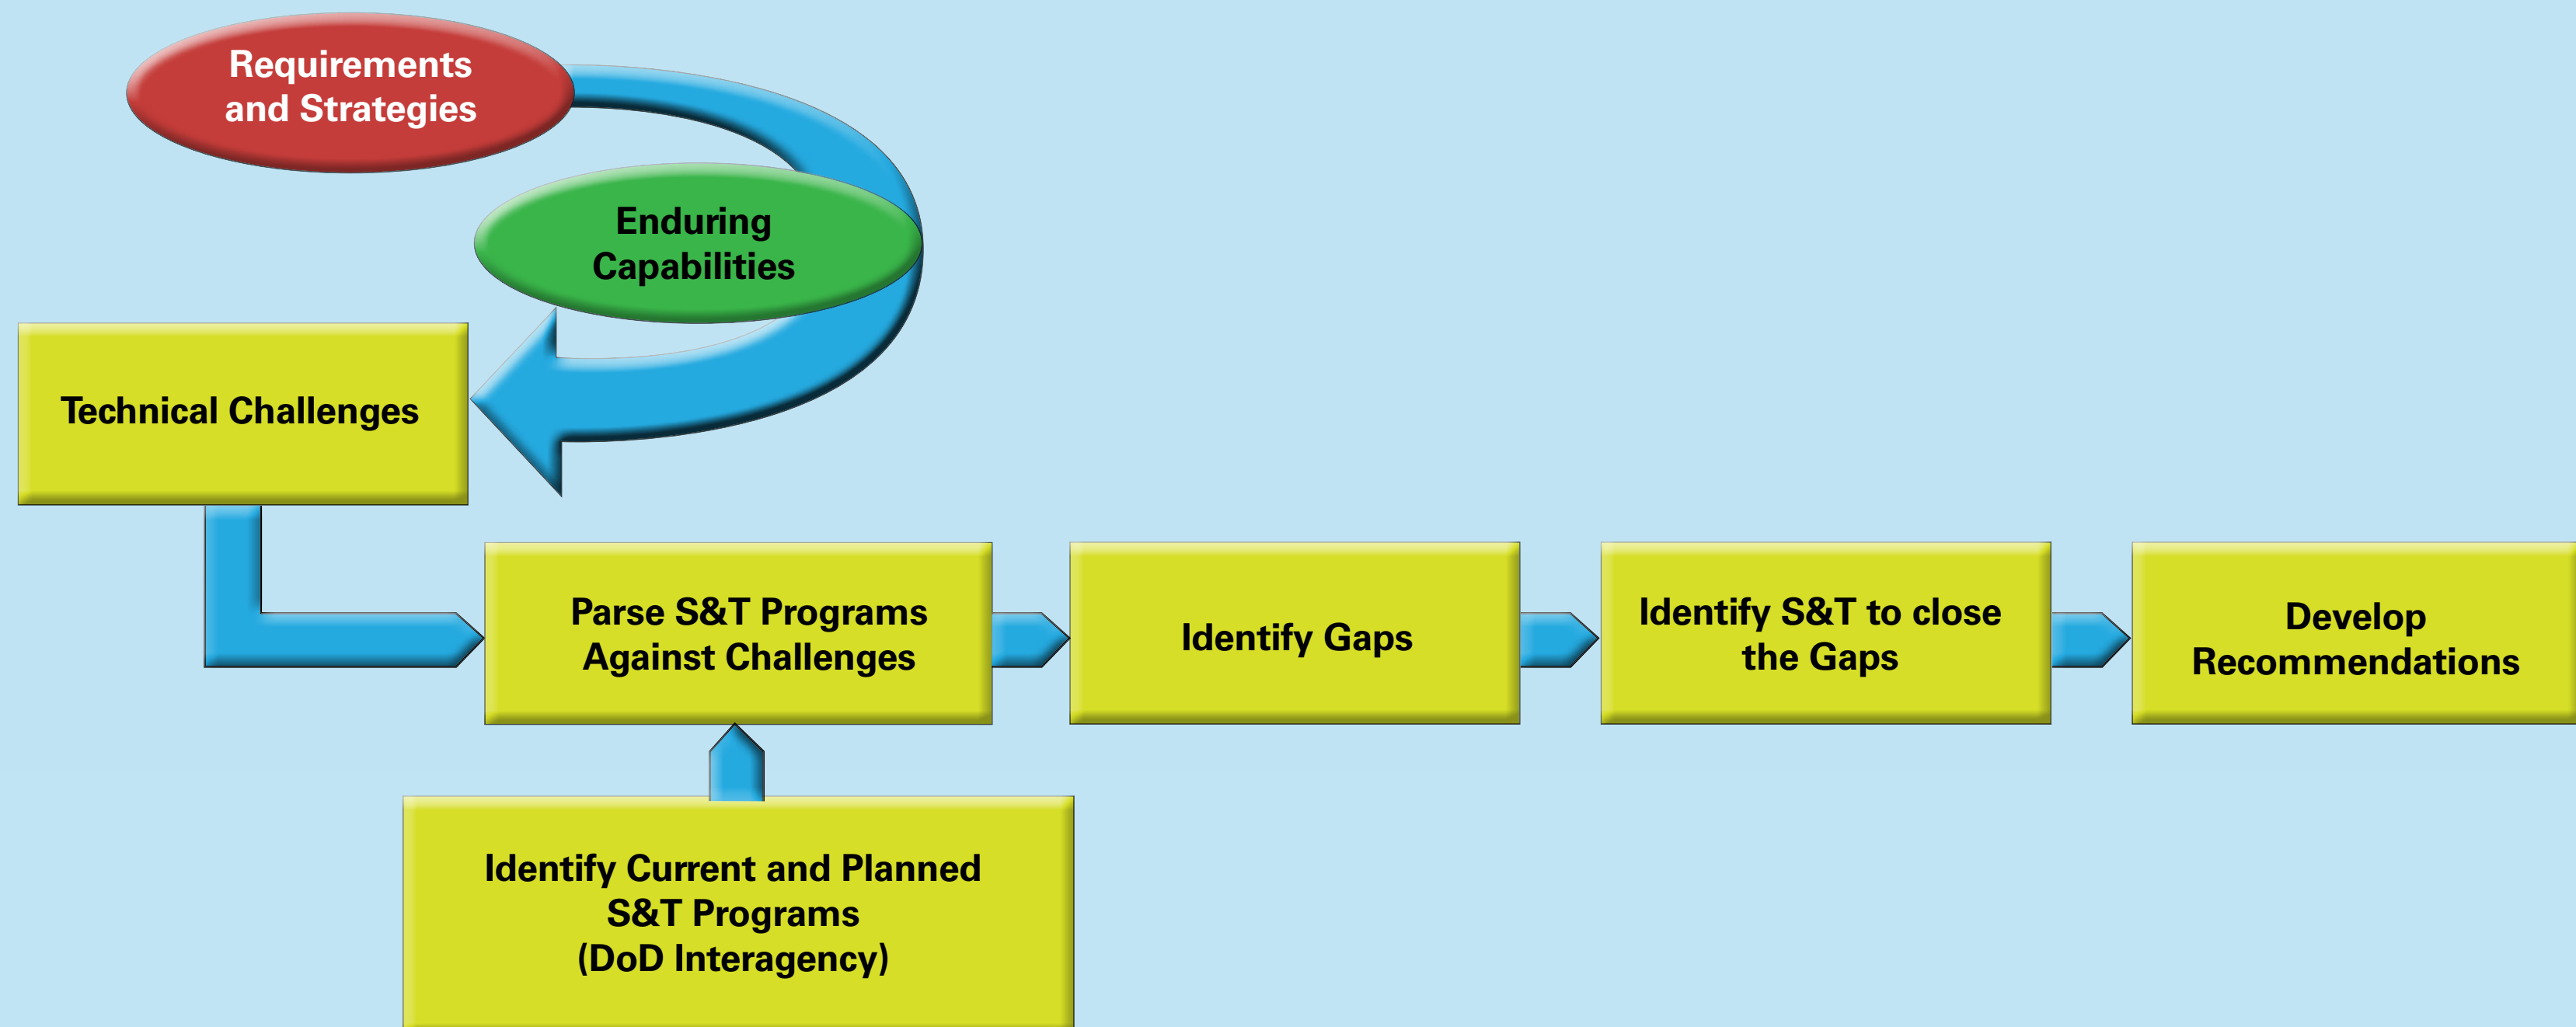 Requirements
and Strategies
Enduring
Capabilities
Technical Challenges
Parse S&T Programs
Against Challenges
Identify Gaps
Identify S&T to close
the Gaps
Develop
Recommendations
Identify Current and Planned
S&T Programs
(DoD Interagency)